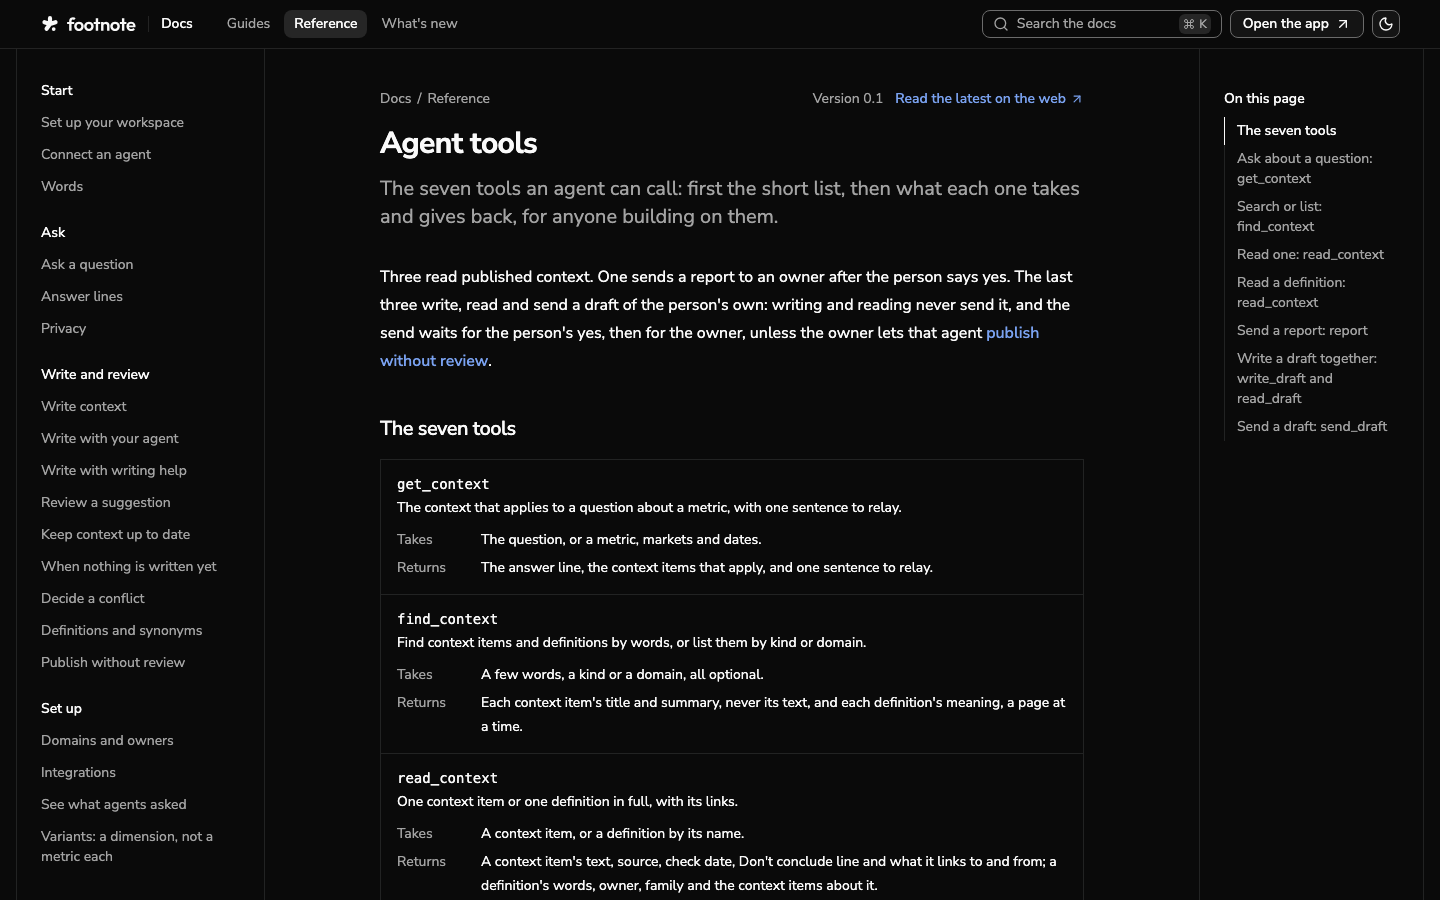 footnote
Docs
Guides
Reference
What's new
Search the docs
⌘ K
Open the app
Start
Set up your workspace
Connect an agent
Words
Ask
Ask a question
Answer lines
Privacy
Write and review
Write context
Write with your agent
Write with writing help
Review a suggestion
Keep context up to date
When nothing is written yet
Decide a conflict
Definitions and synonyms
Publish without review
Set up
Domains and owners
Integrations
See what agents asked
Variants: a dimension, not a
metric each
Docs / Reference
Version 0.1
Read the latest on the web
Agent tools
The seven tools an agent can call: first the short list, then what each one takes
and gives back, for anyone building on them.
Three read published context. One sends a report to an owner after the person says yes. The last
three write, read and send a draft of the person's own: writing and reading never send it, and the
send waits for the person's yes, then for the owner, unless the owner lets that agent publish
without review.
The seven tools
get_context
The context that applies to a question about a metric, with one sentence to relay.
Takes The question, or a metric, markets and dates.
Returns The answer line, the context items that apply, and one sentence to relay.
find_context
Find context items and definitions by words, or list them by kind or domain.
Takes A few words, a kind or a domain, all optional.
Returns Each context item's title and summary, never its text, and each definition's meaning, a page at
a time.
read_context
One context item or one definition in full, with its links.
Takes A context item, or a definition by its name.
Returns A context item's text, source, check date, Don't conclude line and what it links to and from; a
definition's words, owner, family and the context items about it.
On this page
The seven tools
Ask about a question:
get_context
Search or list:
find_context
Read one: read_context
Read a definition:
read_context
Send a report: report
Write a draft together:
write_draft and
read_draft
Send a draft: send_draft